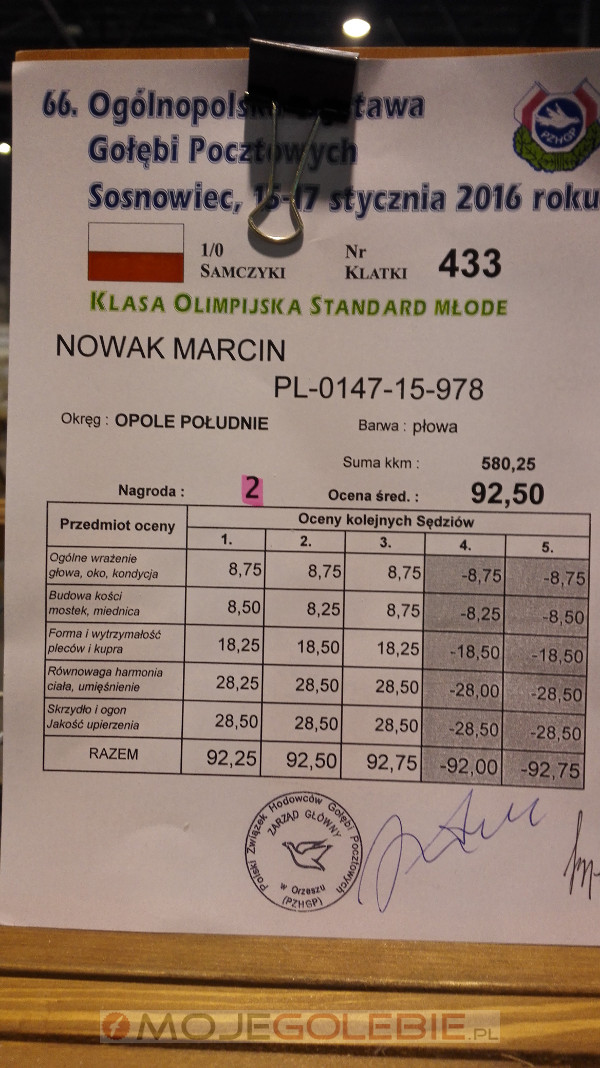 66. Ogólnopolska Wystawa
Gołębi Pocztowych
Sosnowiec, 15-17 stycznia 2016 roku
PZHGP
1/0
SAMCZYKI
Nr
KLATKI
433
KLASA OLIMPIJSKA STANDARD MŁODE
NOWAK MARCIN
PL-0147-15-978
Okręg : OPOLE POŁUDNIE Barwa : płowa
Suma kkm : 580,25
Nagroda : 2 Ocena śred. : 92,50
Przedmiot oceny Oceny kolejnych Sędziów
1. 2. 3. 4. 5.
Ogólne wrażenie
głowa, oko, kondycja 8,75 8,75 8,75 -8,75 -8,75
Budowa kości
mostek, miednica 8,50 8,25 8,75 -8,25 -8,50
Forma i wytrzymałość
pleców i kupra 18,25 18,50 18,25 -18,50 -18,50
Równowaga harmonia
ciała, umięśnienie 28,25 28,50 28,50 -28,00 -28,50
Skrzydło i ogon
Jakość upierzenia 28,50 28,50 28,50 -28,50 -28,50
RAZEM 92,25 92,50 92,75 -92,00 -92,75
Polski Związek Hodowców Gołębi Pocztowych
ZARZĄD GŁÓWNY
w Orzeszu
(PZHGP)
MOJEGOLEBIE.PL